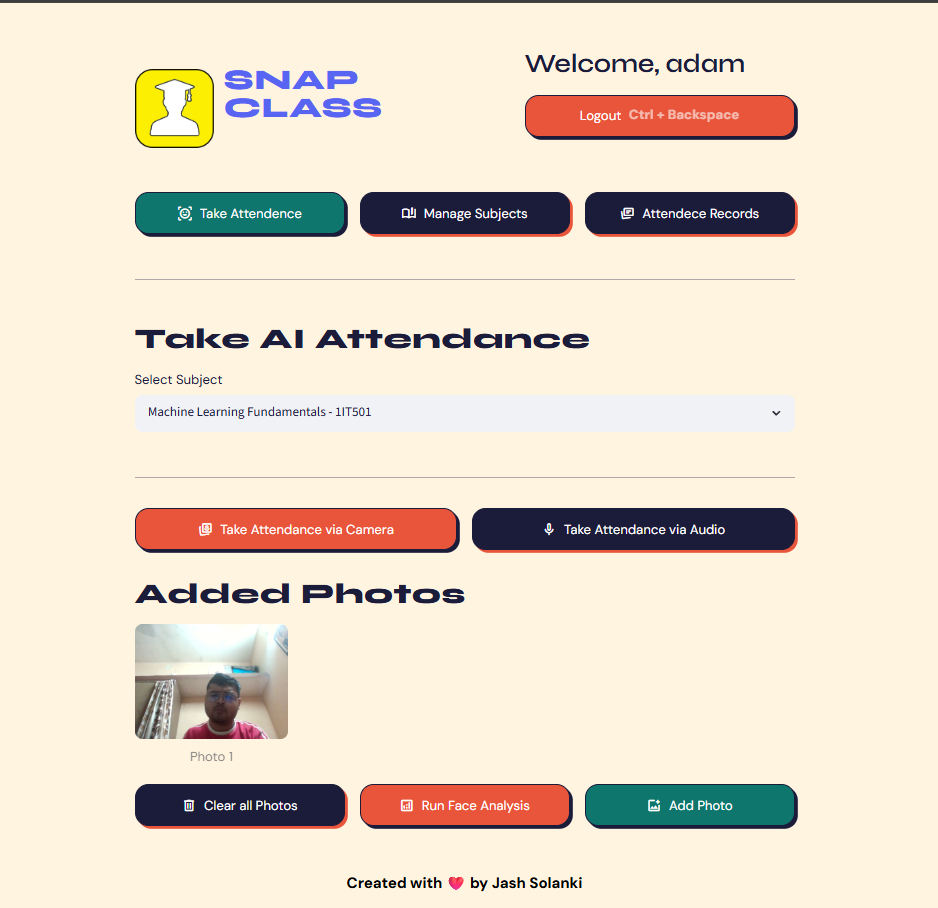 SNAP
CLASS
Welcome, adam
Logout Ctrl + Backspace
Take Attendence
Manage Subjects
Attendece Records
Take AI Attendance
Select Subject
Machine Learning Fundamentals - 1IT501
Take Attendance via Camera
Take Attendance via Audio
Added Photos
Photo 1
Clear all Photos
Run Face Analysis
Add Photo
Created with ❤️ by Jash Solanki